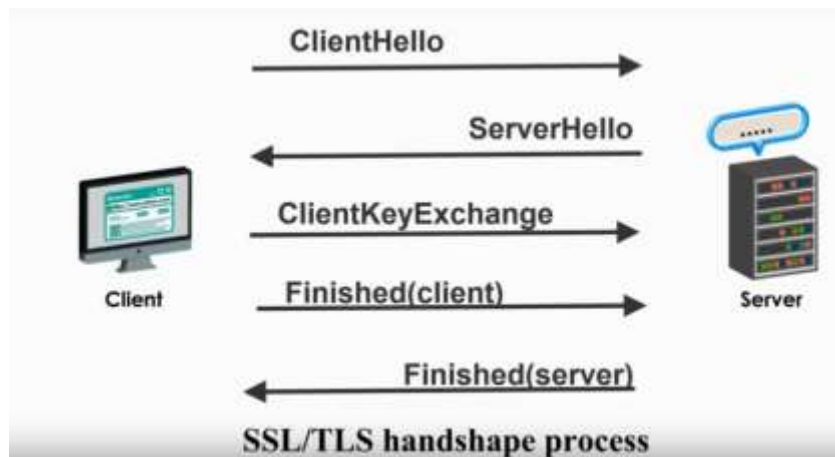 ClientHello
ServerHello
ClientKeyExchange
Finished(client)
Client
Server
Finished(server)
SSL/TLS handshape process